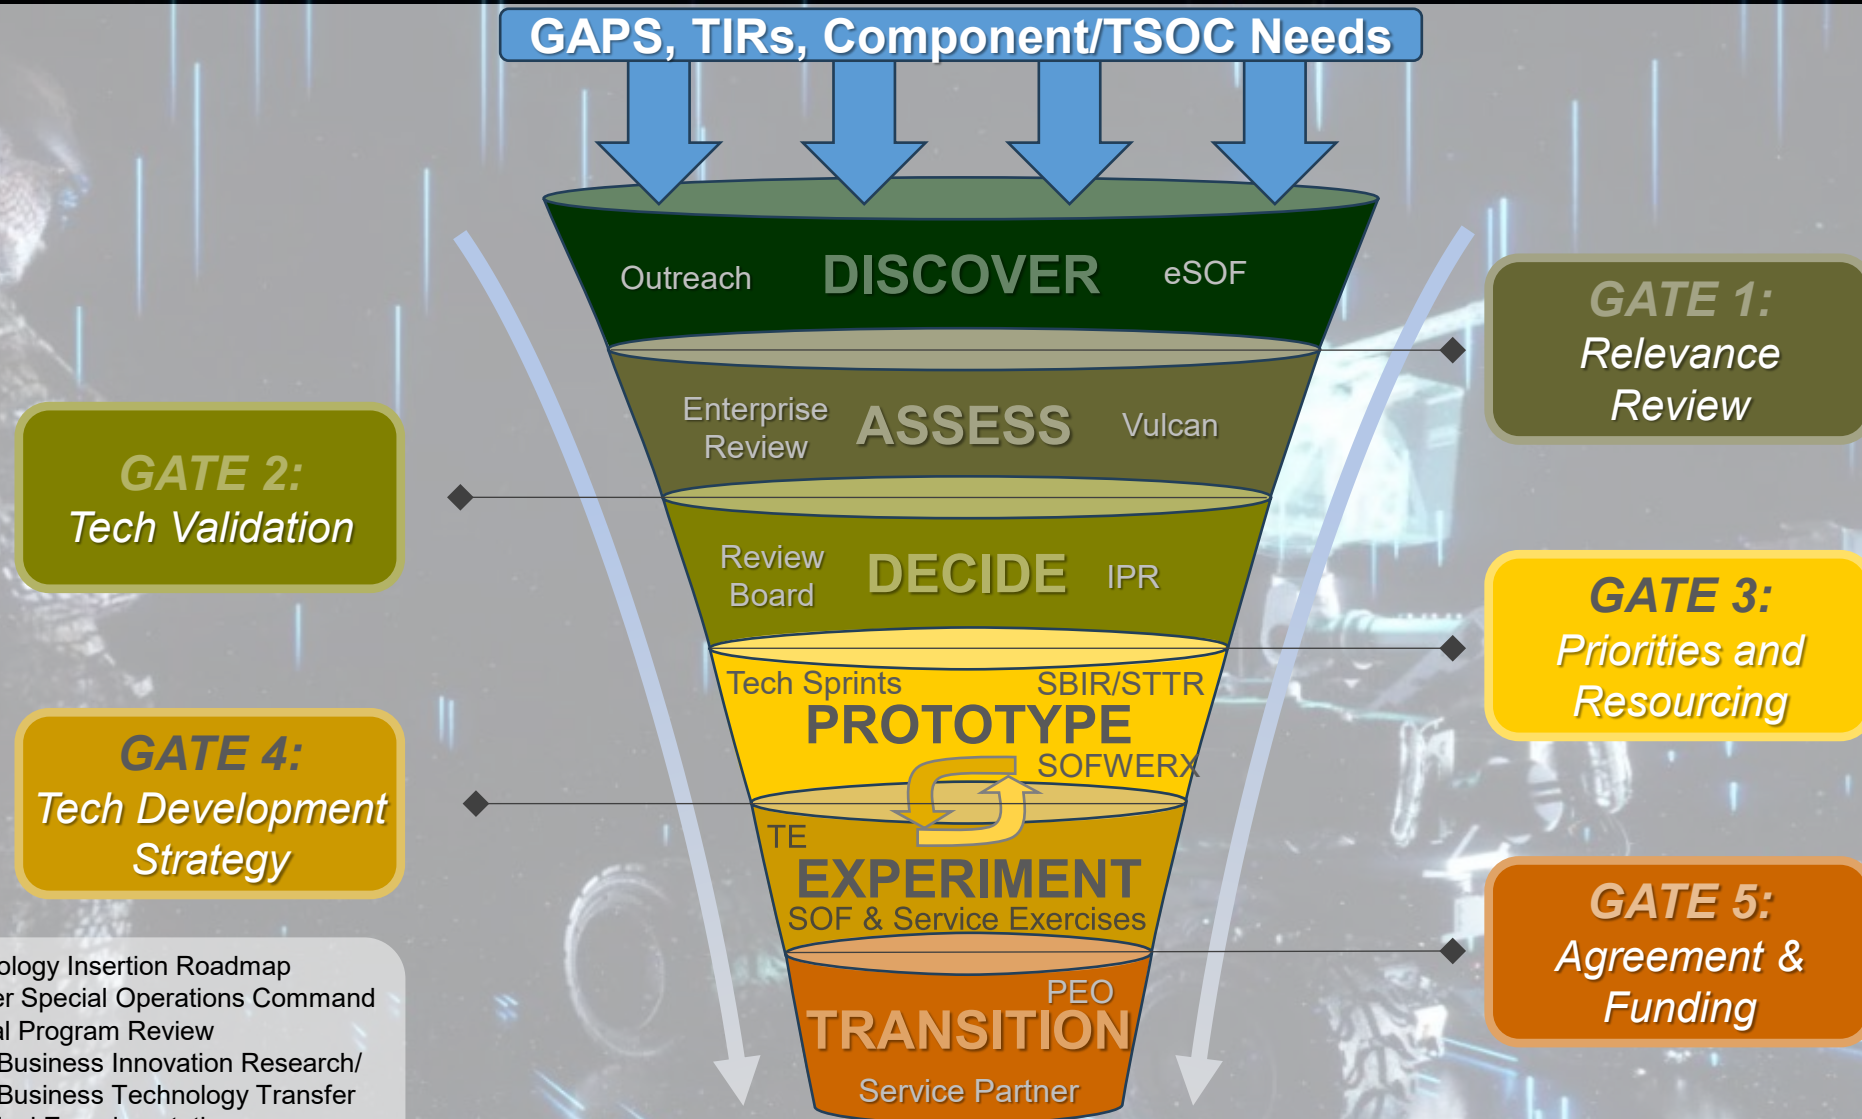 GAPS, TIRs, Component/TSOC Needs
Outreach DISCOVER eSOF
GATE 1:
Relevance
Review
Enterprise
Review
ASSESS
Vulcan
GATE 2:
Tech Validation
Review
Board
DECIDE
IPR
GATE 3:
Priorities and
Resourcing
Tech Sprints SBIR/STTR
PROTOTYPE
SOFWERX
GATE 4:
Tech Development
Strategy
TE
EXPERIMENT
SOF & Service Exercises
GATE 5:
Agreement &
Funding
PEO
TRANSITION
Service Partner
ology Insertion Roadmap
er Special Operations Command
al Program Review
Business Innovation Research/
Business Technology Transfer